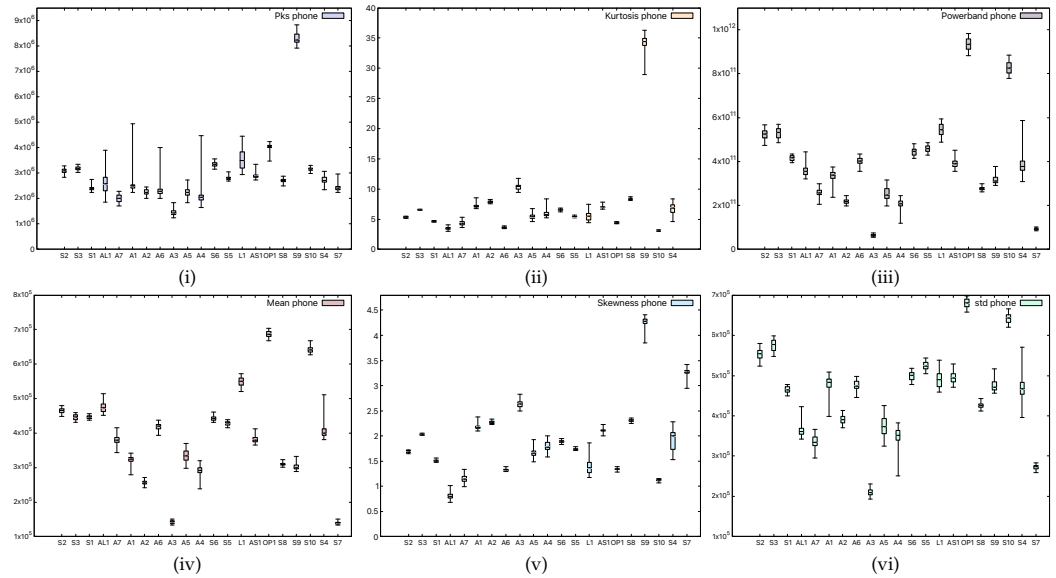 Pks phone
9x10⁶
8x10⁶
7x10⁶
6x10⁶
5x10⁶
4x10⁶
3x10⁶
2x10⁶
1x10⁶
0
S2 S3 S1 AL1 A7 A1 A2 A6 A3 A5 A4 S6 S5 L1 AS1 OP1 S8 S9 S10 S4 S7
(i)
Kurtosis phone
40
35
30
25
20
15
10
5
0
S2 S3 S1 AL1 A7 A1 A2 A6 A3 A5 A4 S6 S5 L1 AS1 OP1 S8 S9 S10 S4
(ii)
Powerband phone
1x10¹²
8x10¹¹
6x10¹¹
4x10¹¹
2x10¹¹
0
S2 S3 S1 AL1 A7 A1 A2 A6 A3 A5 A4 S6 S5 L1 AS1 OP1 S8 S9 S10 S4 S7
(iii)
Mean phone
8x10⁵
7x10⁵
6x10⁵
5x10⁵
4x10⁵
3x10⁵
2x10⁵
1x10⁵
S2 S3 S1 AL1 A7 A1 A2 A6 A3 A5 A4 S6 S5 L1 AS1 OP1 S8 S9 S10 S4 S7
(iv)
Skewness phone
4.5
4
3.5
3
2.5
2
1.5
1
0.5
0
S2 S3 S1 AL1 A7 A1 A2 A6 A3 A5 A4 S6 S5 L1 AS1 OP1 S8 S9 S10 S4 S7
(v)
std phone
7x10⁵
6x10⁵
5x10⁵
4x10⁵
3x10⁵
2x10⁵
1x10⁵
S2 S3 S1 AL1 A7 A1 A2 A6 A3 A5 A4 S6 S5 L1 AS1 OP1 S8 S9 S10 S4 S7
(vi)